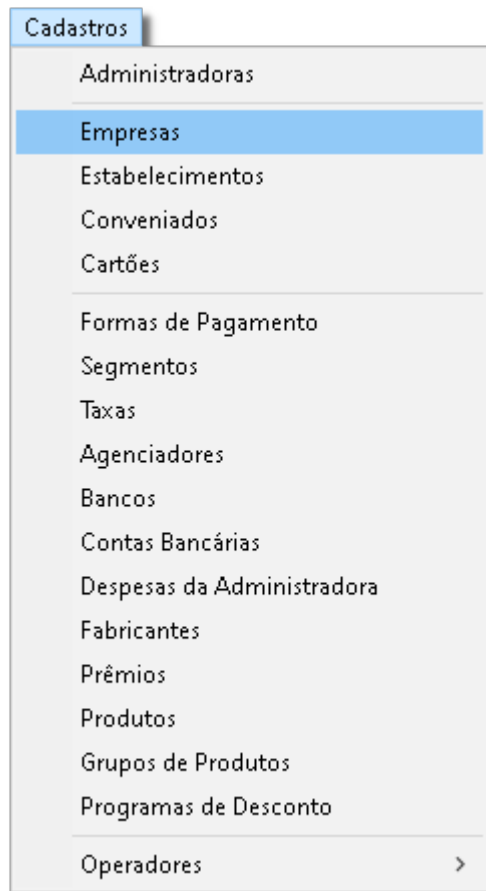 Cadastros
Administradoras
Empresas
Estabelecimentos
Conveniados
Cartões
Formas de Pagamento
Segmentos
Taxas
Agenciadores
Bancos
Contas Bancárias
Despesas da Administradora
Fabricantes
Prêmios
Produtos
Grupos de Produtos
Programas de Desconto
Operadores >